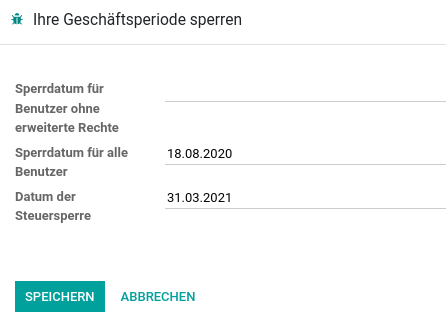 Ihre Geschäftsperiode sperren
Sperrdatum für
Benutzer ohne
erweiterte Rechte
Sperrdatum für alle
Benutzer
18.08.2020
Datum der
Steuersperre
31.03.2021
SPEICHERN
ABBRECHEN